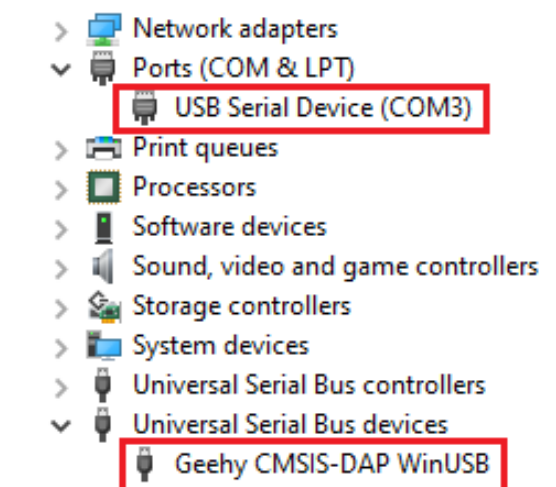 Network adapters
Ports (COM & LPT)
USB Serial Device (COM3)
Print queues
Processors
Software devices
Sound, video and game controllers
Storage controllers
System devices
Universal Serial Bus controllers
Universal Serial Bus devices
Geehy CMSIS-DAP WinUSB